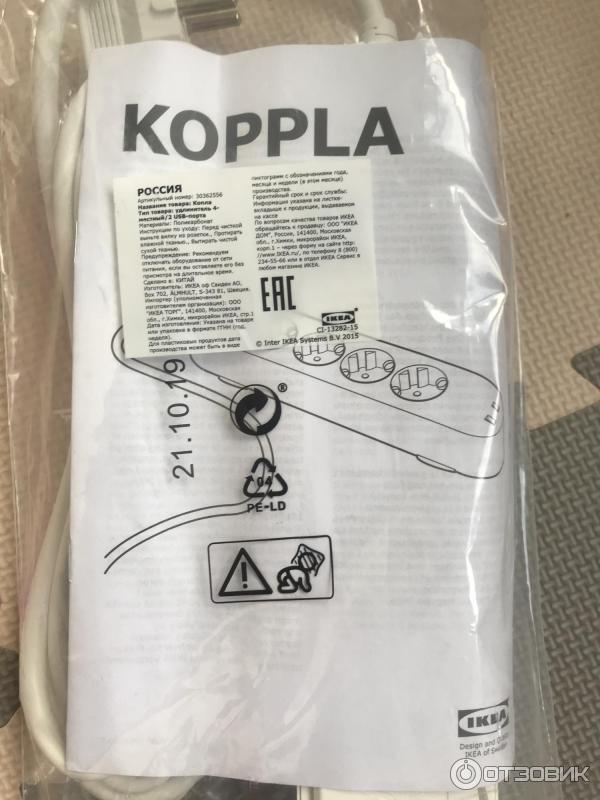 KOPPLA
РОССИЯ
Артикульный номер: 30362556
Название товара: Копла
Тип товара: удлинитель 4-
местный/2 USB-порта
Материалы: Поликарбонат
Инструкции по уходу: Перед чисткой
выньте вилку из розетки., Протирать
влажной тканью., Вытирать чистой
сухой тканью.
Предупреждение: Рекомендуем
отключать оборудование от сети
питания, если вы оставляете его без
присмотра на длительное время.
Сделано в: КИТАЙ
Изготовитель: ИКЕА оф Свиден АG,
Box 702, ÄLMHULT, S-343 81, Швеция.
Импортер (уполномоченная
изготовителем организация): ООО
"ИКЕА ТОРГ", 141400, Московская
обл., г.Химки, микрорайон ИКЕА, стр.1
Дата изготовления: Указана на товаре
или упаковке в формате ГГНН (год,
неделя).
Для пластиковых продуктов дата
производства может быть в виде
пиктограмм с обозначениями года,
месяца и недели (в этом месяце)
производства.
Гарантийный срок и срок службы:
Информация указана на листке-
вкладыше к продукции, выдаваемом
на кассе
По вопросам качества товаров ИКЕА
обращаться к продавцу: ООО "ИКЕА
ДОМ", Россия, 141400, Московская
обл., г.Химки, микрорайон ИКЕА,
корп.1 – через форму на сайте http:
//www.IKEA.ru/, по телефону 8 (800)
234-55-66 или в отдел ИКЕА Сервис в
любом магазине ИКЕА.
EAC
IKEA
CI-13282-15
© Inter IKEA Systems B.V 2015
21.10.19
®
04
PE-LD
IKEA
®
Design and Quality
IKEA of Sweden
ОТЗОВИК